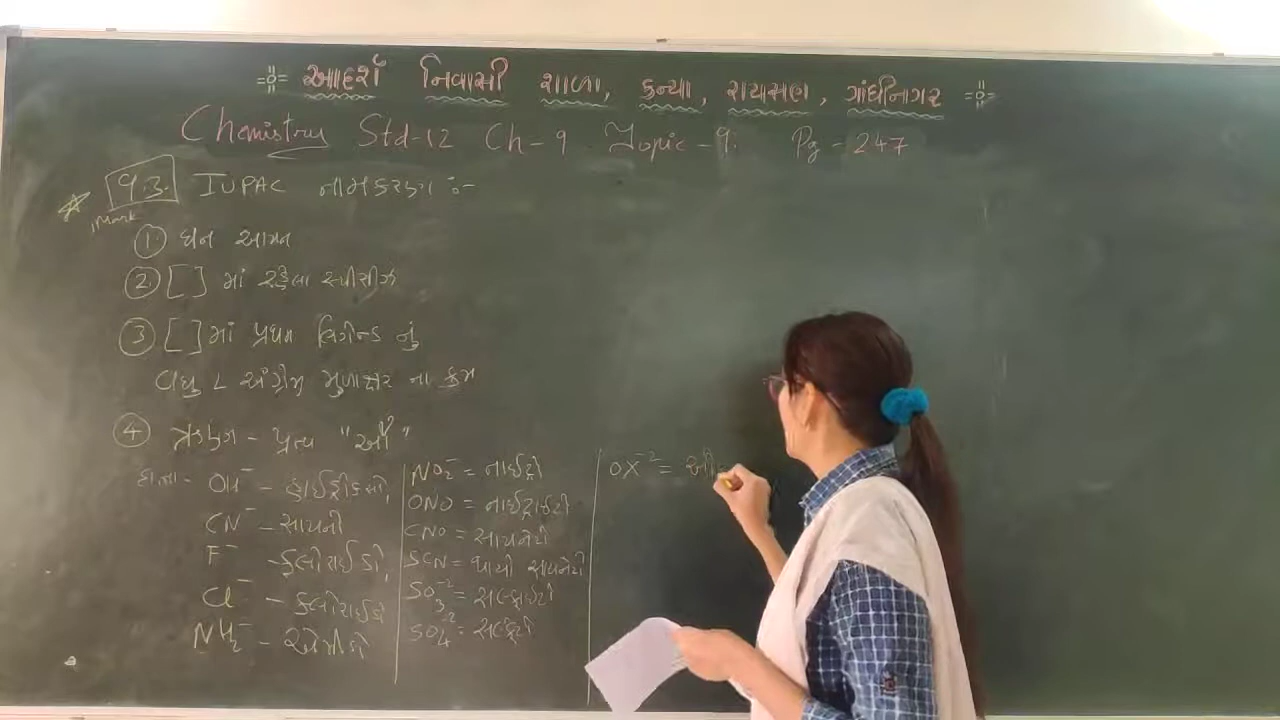 આદર્શ નિવાસી શાળા, કન્યા, રાયસણ, ગાંધીનગર
Chemistry Std-12 Ch-9 Topic-9. Pg-247
9.3. IUPAC નામકરણ :-
1 Mark
① ધન આયન
② [ ] માં રહેલા સ્પીસીઝ
③ [ ] માં પ્રથમ લિગેન્ડ નું
લઘુ L અંગ્રેજી મુળાક્ષર ના ક્રમ
④ ઋણ - પ્રત્ય "ઓ"
દા.ત. - OH⁻ - હાઈડ્રોક્સો,
CN⁻ - સાયનો
F⁻ - ફ્લોરાઈડો,
Cl⁻ - ક્લોરાઈડો
NH₂⁻ - એમીડો
NO₂⁻ = નાઈટ્રો
ONO = નાઈટ્રાઈટો
CNO = સાયનેટો
SCN = થાયો સાયનેટો
SO₃⁻² = સલ્ફાઈટો
SO₄⁻² = સલ્ફેટો
OX⁻² = ઓ